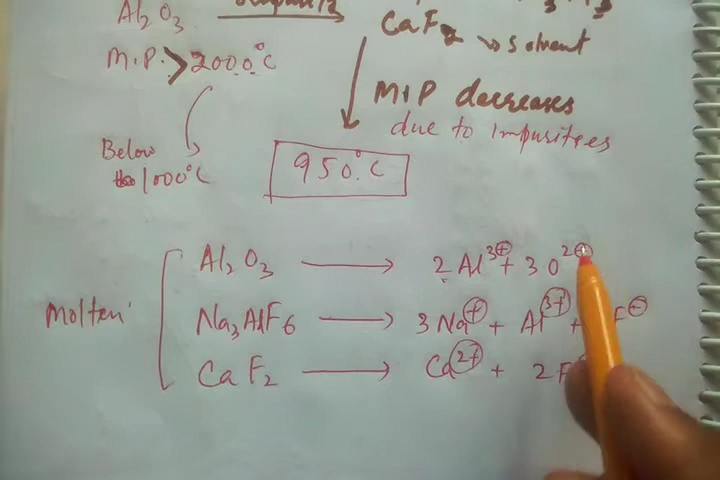 Al₂O₃ ⟶
CaF₂ → solvent
M.P. > 2000°C
M.P decreases
due to impurities
Below
1000°C
950°C
Al₂O₃ ⟶ 2Al³⁺ + 3O²
Molten
Na₃AlF₆ ⟶ 3Na⁺ + Al³⁺ + F⁻
CaF₂ ⟶ Ca²⁺ + 2F